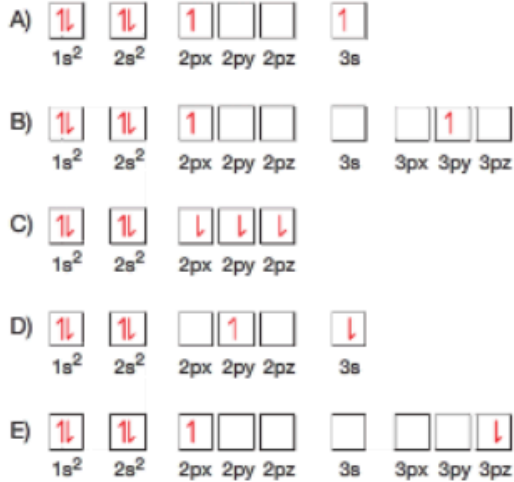 A) 1s² 2s² 2px 2py 2pz 3s
B) 1s² 2s² 2px 2py 2pz 3s 3px 3py 3pz
C) 1s² 2s² 2px 2py 2pz
D) 1s² 2s² 2px 2py 2pz 3s
E) 1s² 2s² 2px 2py 2pz 3s 3px 3py 3pz